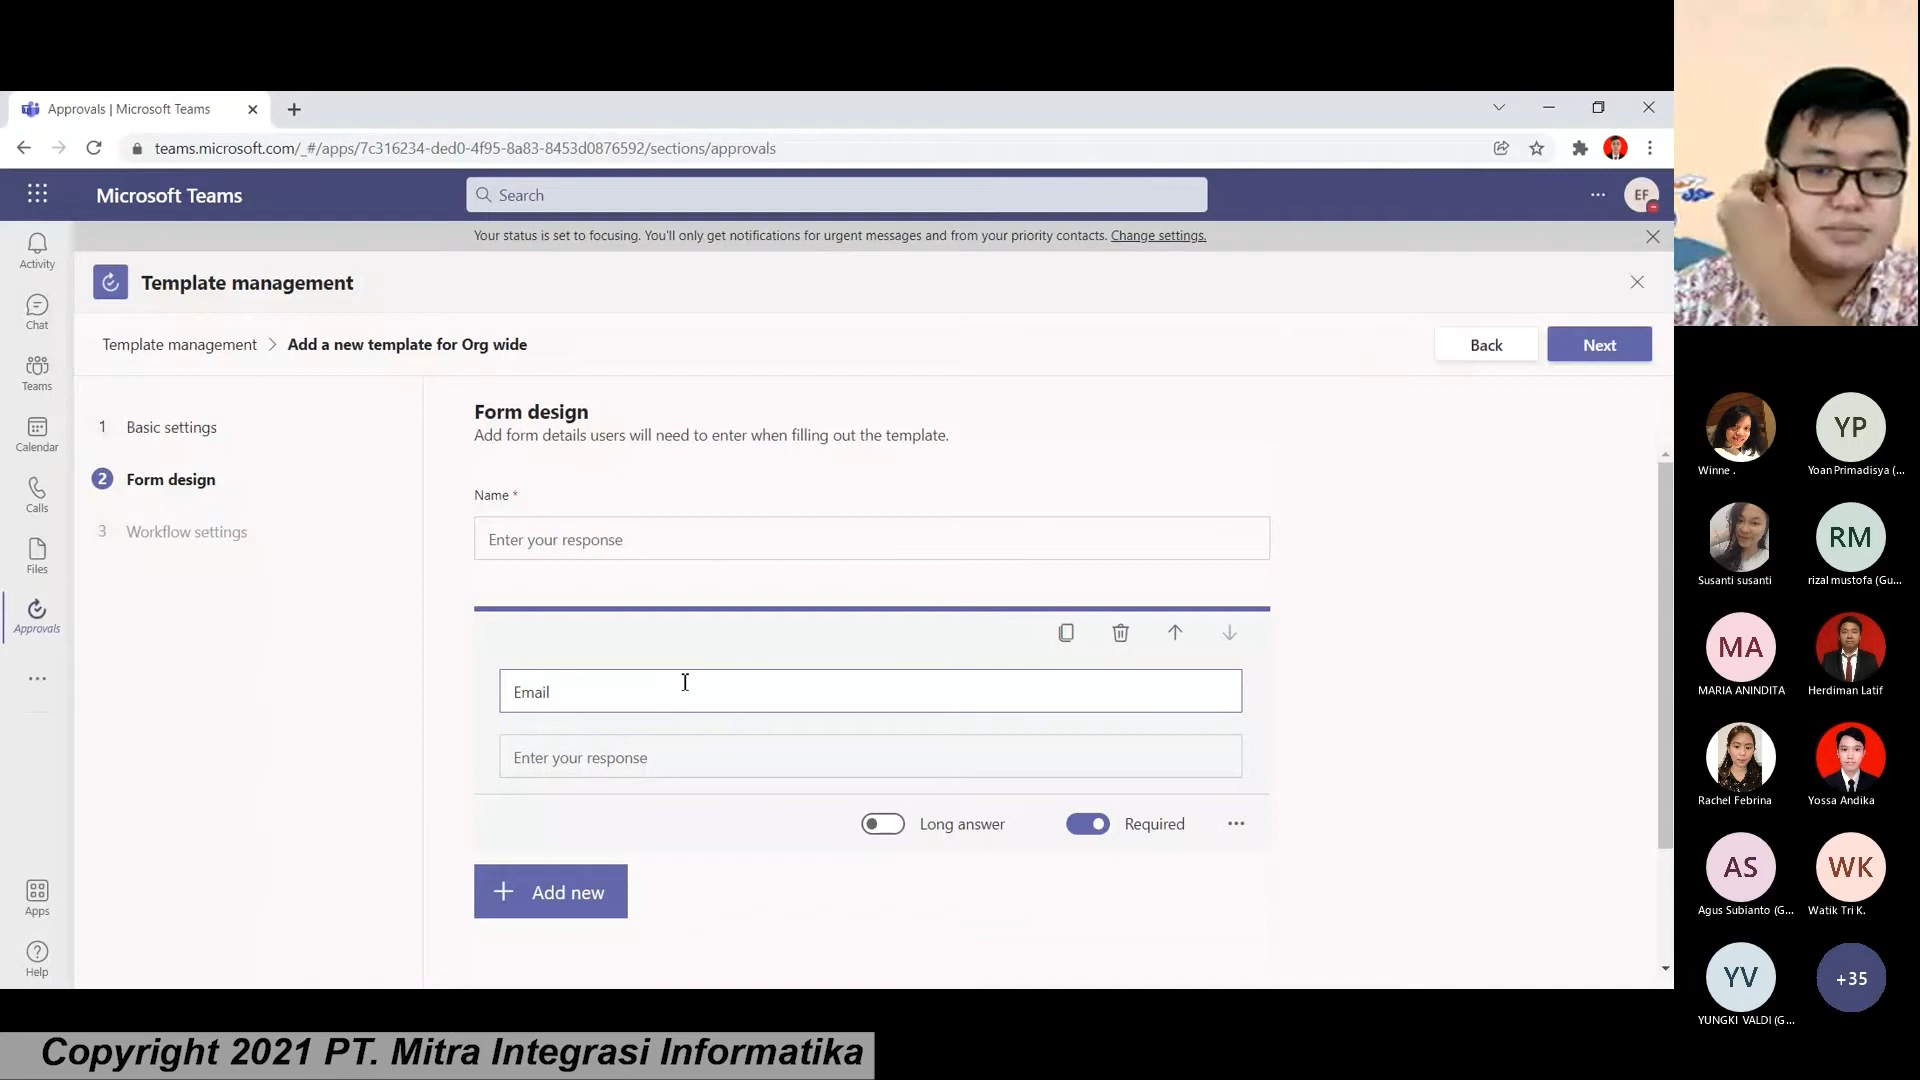 Approvals | Microsoft Teams
teams.microsoft.com/_#/apps/7c316234-ded0-4f95-8a83-8453d0876592/sections/approvals
Microsoft Teams
Search
EF
Your status is set to focusing. You'll only get notifications for urgent messages and from your priority contacts. Change settings.
Activity
Chat
Teams
Calendar
Calls
Files
Approvals
Apps
Help
Template management
Template management > Add a new template for Org wide
Back
Next
1 Basic settings
2 Form design
3 Workflow settings
Form design
Add form details users will need to enter when filling out the template.
Name *
Enter your response
Email
Enter your response
Long answer
Required
+ Add new
Winne .
YP
Yoan Primadisya (...
Susanti susanti
RM
rizal mustofa (Gu...
MA
MARIA ANINDITA
Herdiman Latif
Rachel Febrina
Yossa Andika
AS
Agus Subianto (G...
WK
Watik Tri K.
YV
YUNGKI VALDI (G...
+35
Copyright 2021 PT. Mitra Integrasi Informatika